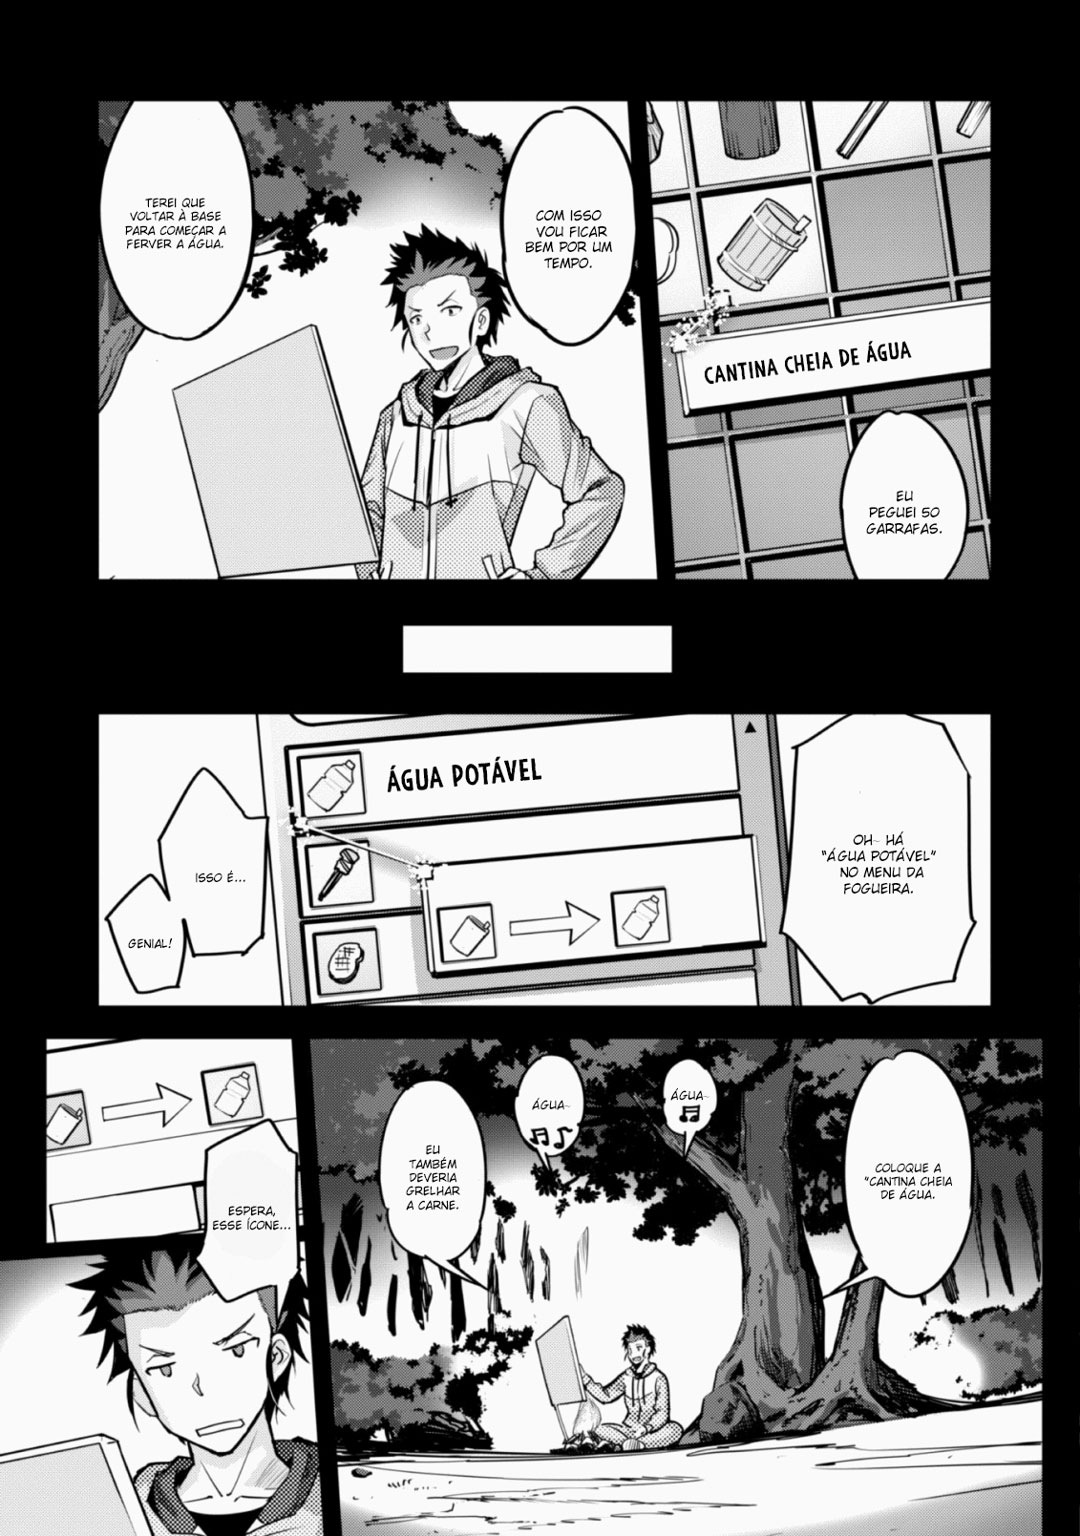 CANTINA CHEIA DE ÁGUA
EU
PEGUEI 50
GARRAFAS.
COM ISSO
VOU FICAR
BEM POR UM
TEMPO.
TEREI QUE
VOLTAR À BASE
PARA COMEÇAR A
FERVER A ÁGUA.
OH~ HÁ
"ÁGUA POTÁVEL"
NO MENU DA
FOGUEIRA.
ÁGUA POTÁVEL
ISSO É...
GENIAL!
COLOQUE A
"CANTINA CHEIA
DE ÁGUA.
ÁGUA~
ÁGUA~
EU
TAMBÉM
DEVERIA
GRELHAR
A CARNE.
ESPERA,
ESSE ÍCONE...